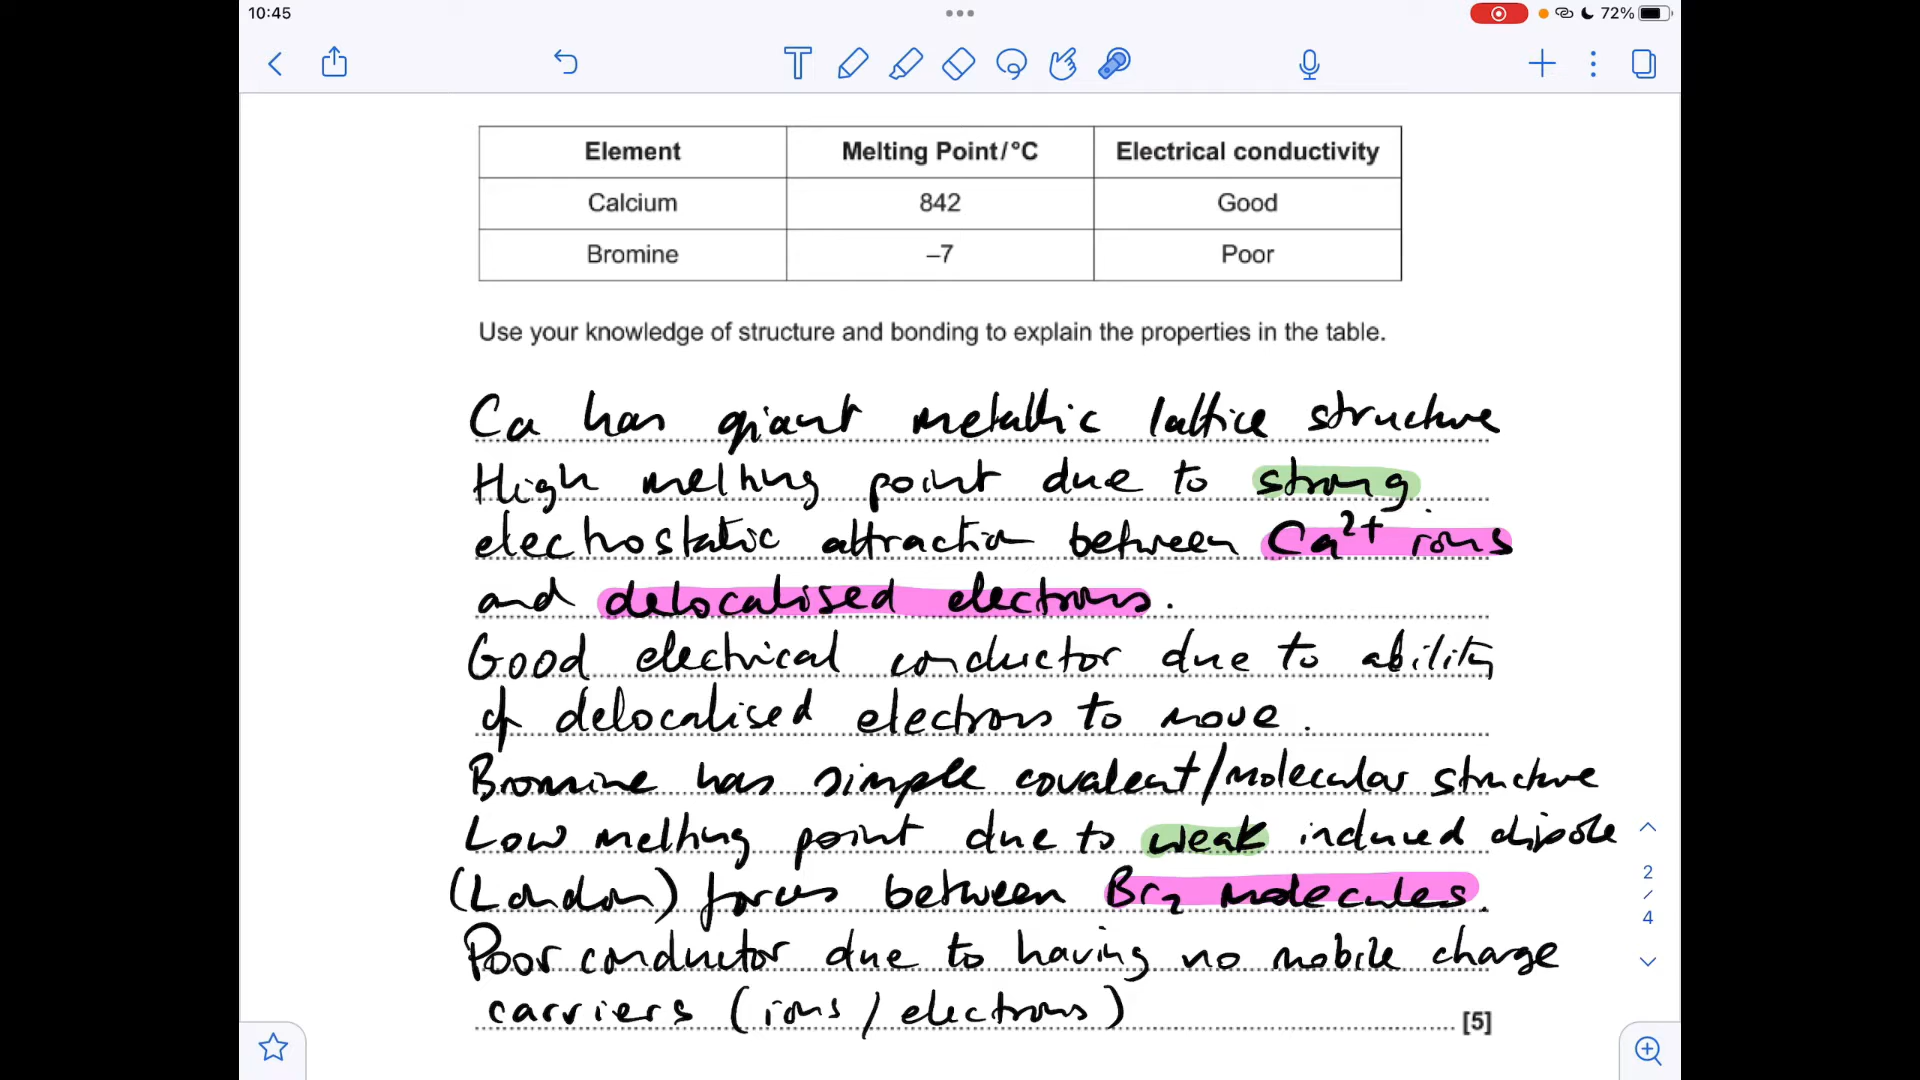 10:45
72%
Element Melting Point/°C Electrical conductivity
Calcium 842 Good
Bromine –7 Poor
Use your knowledge of structure and bonding to explain the properties in the table.
Ca has giant metallic lattice structure
High melting point due to strong
electrostatic attraction between Ca²⁺ ions
and delocalised electrons.
Good electrical conductor due to ability
of delocalised electrons to move.
Bromine has simple covalent/molecular structure
Low melting point due to weak induced dipole
(London) forces between Br₂ molecules.
Poor conductor due to having no mobile charge
carriers (ions/electrons)
[5]
2
/
4